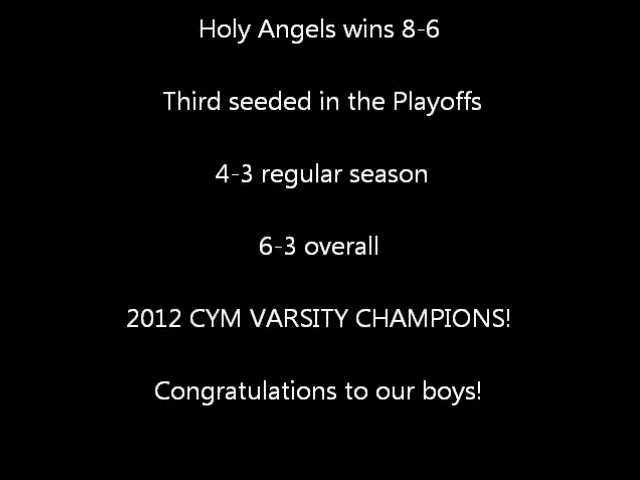 Holy Angels wins 8-6
Third seeded in the Playoffs
4-3 regular season
6-3 overall
2012 CYM VARSITY CHAMPIONS!
Congratulations to our boys!